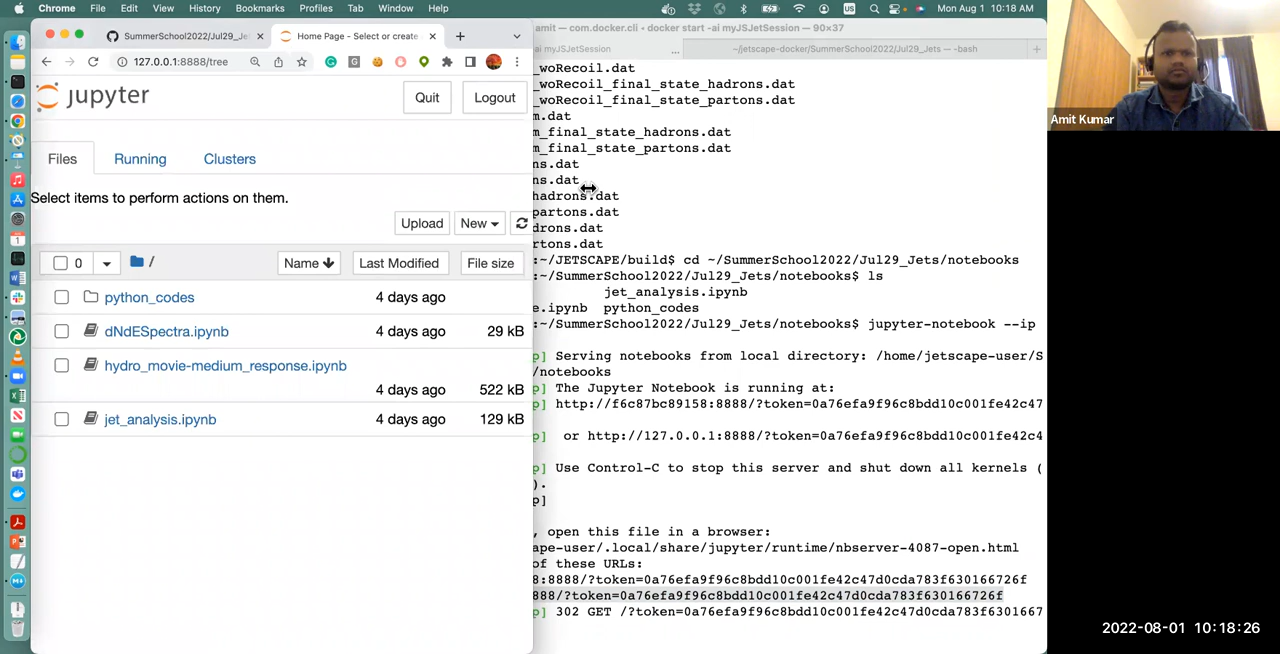 Chrome File Edit View History Bookmarks Profiles Tab Window Help US Mon Aug 1 10:18 AM
amit — com.docker.cli • docker start -ai myJSJetSession — 90×37
SummerSchool2022/Jul29_Je
Home Page - Select or create
ai myJSJetSession ... ~/jetscape-docker/SummerSchool2022/Jul29_Jets — -bash
127.0.0.1:8888/tree
jupyter
Quit
Logout
Files
Running
Clusters
Select items to perform actions on them.
Upload
New
0
/
Name
Last Modified
File size
python_codes 4 days ago
dNdESpectra.ipynb 4 days ago 29 kB
hydro_movie-medium_response.ipynb
4 days ago 522 kB
jet_analysis.ipynb 4 days ago 129 kB
_woRecoil.dat
_woRecoil_final_state_hadrons.dat
_woRecoil_final_state_partons.dat
m.dat
m_final_state_hadrons.dat
m_final_state_partons.dat
ns.dat
ns.dat
hadrons.dat
partons.dat
drons.dat
rtons.dat
:~/JETSCAPE/build$ cd ~/SummerSchool2022/Jul29_Jets/notebooks
:~/SummerSchool2022/Jul29_Jets/notebooks$ ls
jet_analysis.ipynb
e.ipynb python_codes
:~/SummerSchool2022/Jul29_Jets/notebooks$ jupyter-notebook --ip
p] Serving notebooks from local directory: /home/jetscape-user/S
/notebooks
p] The Jupyter Notebook is running at:
p] http://f6c87bc89158:8888/?token=0a76efa9f96c8bdd10c001fe42c47
p] or http://127.0.0.1:8888/?token=0a76efa9f96c8bdd10c001fe42c4
p] Use Control-C to stop this server and shut down all kernels (
).
p]
, open this file in a browser:
ape-user/.local/share/jupyter/runtime/nbserver-4087-open.html
of these URLs:
8:8888/?token=0a76efa9f96c8bdd10c001fe42c47d0cda783f630166726f
888/?token=0a76efa9f96c8bdd10c001fe42c47d0cda783f630166726f
p] 302 GET /?token=0a76efa9f96c8bdd10c001fe42c47d0cda783f6301667
Amit Kumar
2022-08-01 10:18:26